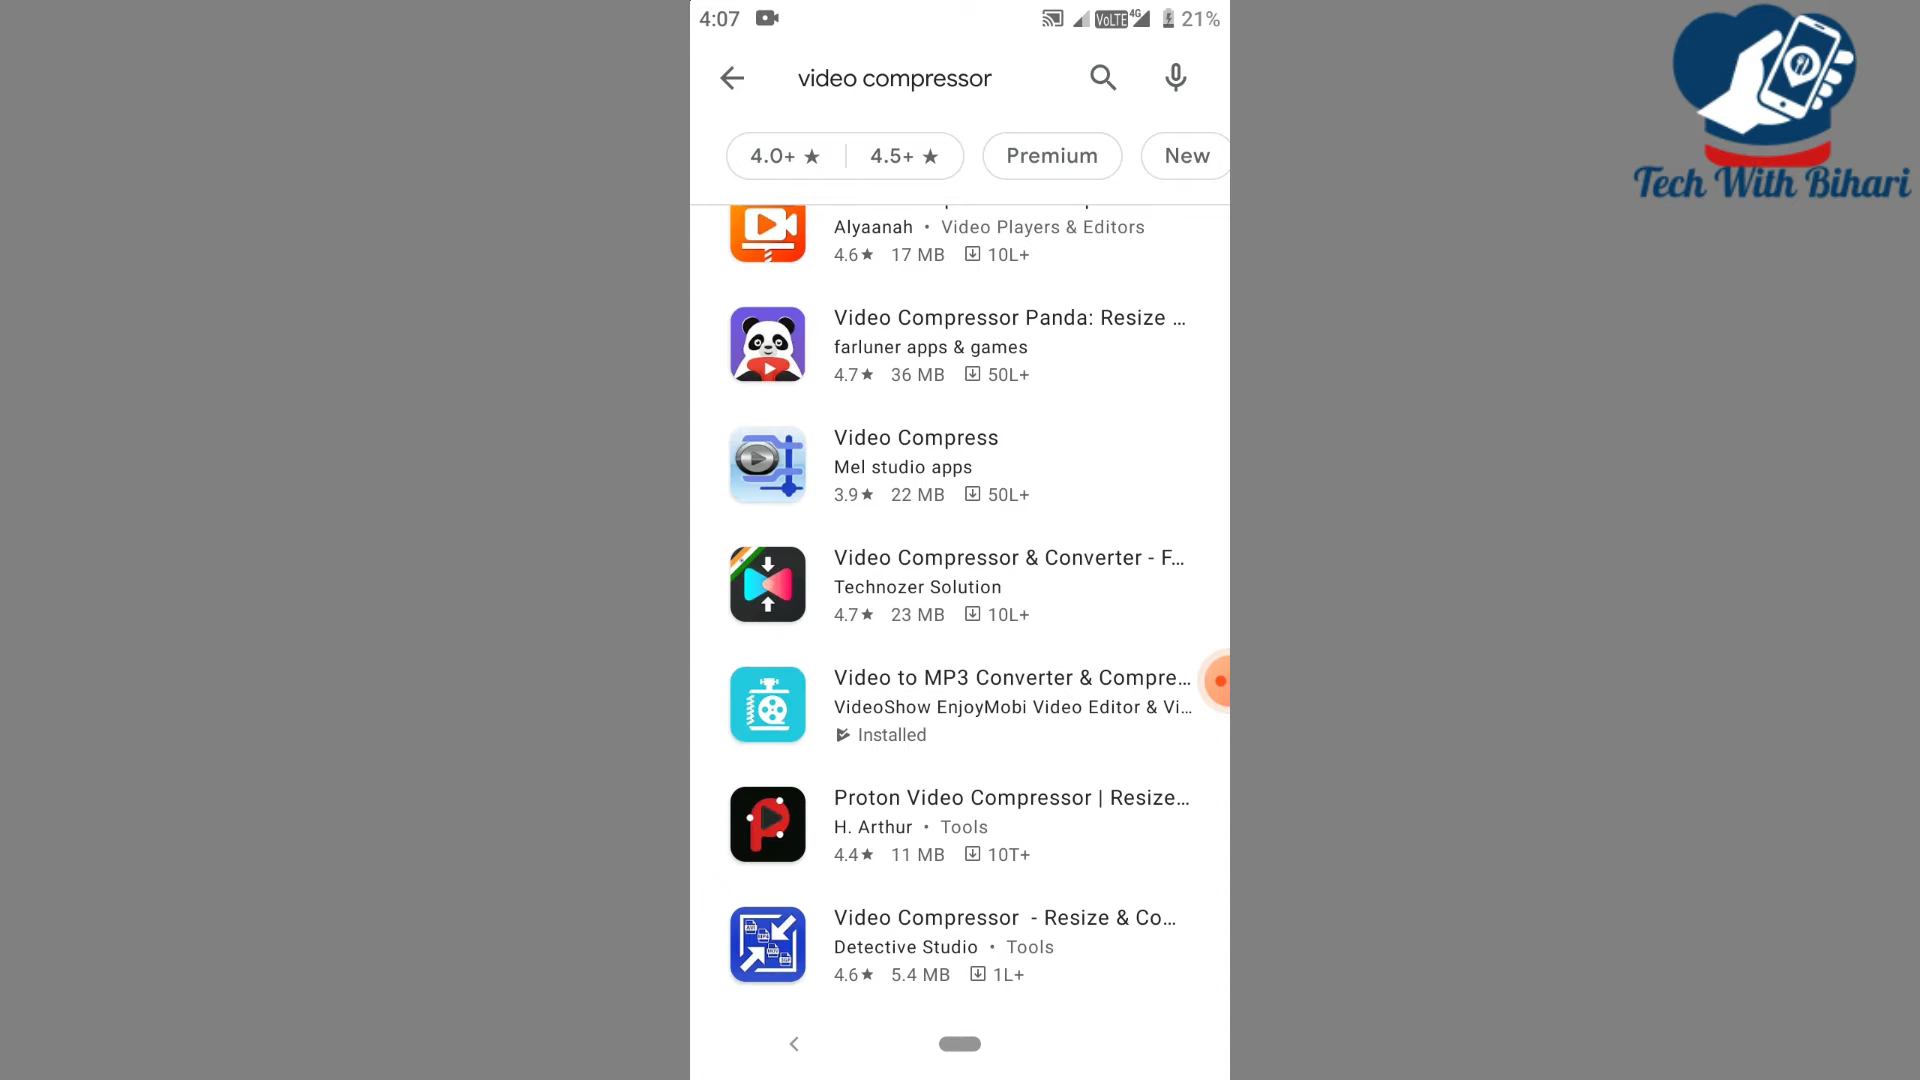 4:07
VoLTE 4G 21%
video compressor
4.0+ ★ 4.5+ ★ Premium New
Alyaanah • Video Players & Editors
4.6★ 17 MB 10L+
Video Compressor Panda: Resize ...
farluner apps & games
4.7★ 36 MB 50L+
Video Compress
Mel studio apps
3.9★ 22 MB 50L+
Video Compressor & Converter - F...
Technozer Solution
4.7★ 23 MB 10L+
Video to MP3 Converter & Compre...
VideoShow EnjoyMobi Video Editor & Vi...
Installed
Proton Video Compressor | Resize...
H. Arthur • Tools
4.4★ 11 MB 10T+
Video Compressor - Resize & Co...
Detective Studio • Tools
4.6★ 5.4 MB 1L+
Tech With Bihari